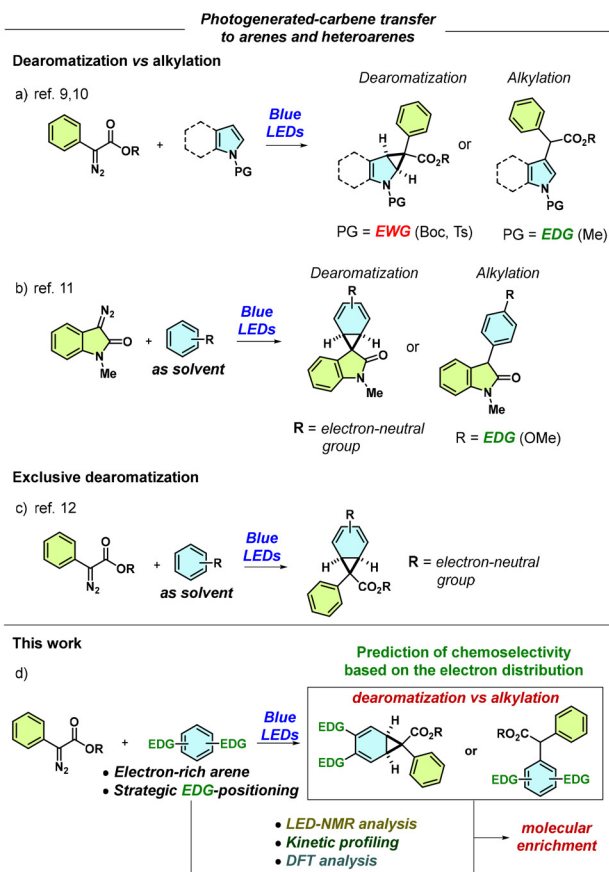 Photogenerated-carbene transfer
to arenes and heteroarenes
Dearomatization vs alkylation
a) ref. 9,10
Dearomatization
Alkylation
Blue
LEDs
O
OR
N2
+
N
PG
H
CO2R
H
N
PG
or
CO2R
N
PG
PG = EWG (Boc, Ts)
PG = EDG (Me)
b) ref. 11
Dearomatization
Alkylation
N2
O
N
Me
+
R
as solvent
Blue
LEDs
R
H
H
O
N
Me
or
R
O
N
Me
R = electron-neutral
group
R = EDG (OMe)
Exclusive dearomatization
c) ref. 12
O
OR
N2
+
R
as solvent
Blue
LEDs
R
H
H
CO2R
R = electron-neutral
group
This work
d)
Prediction of chemoselectivity
based on the electron distribution
dearomatization vs alkylation
O
OR
N2
+
EDG
EDG
Blue
LEDs
• Electron-rich arene
• Strategic EDG-positioning
EDG
EDG
H
CO2R
H
or
O
RO
EDG
EDG
• LED-NMR analysis
• Kinetic profiling
• DFT analysis
molecular
enrichment